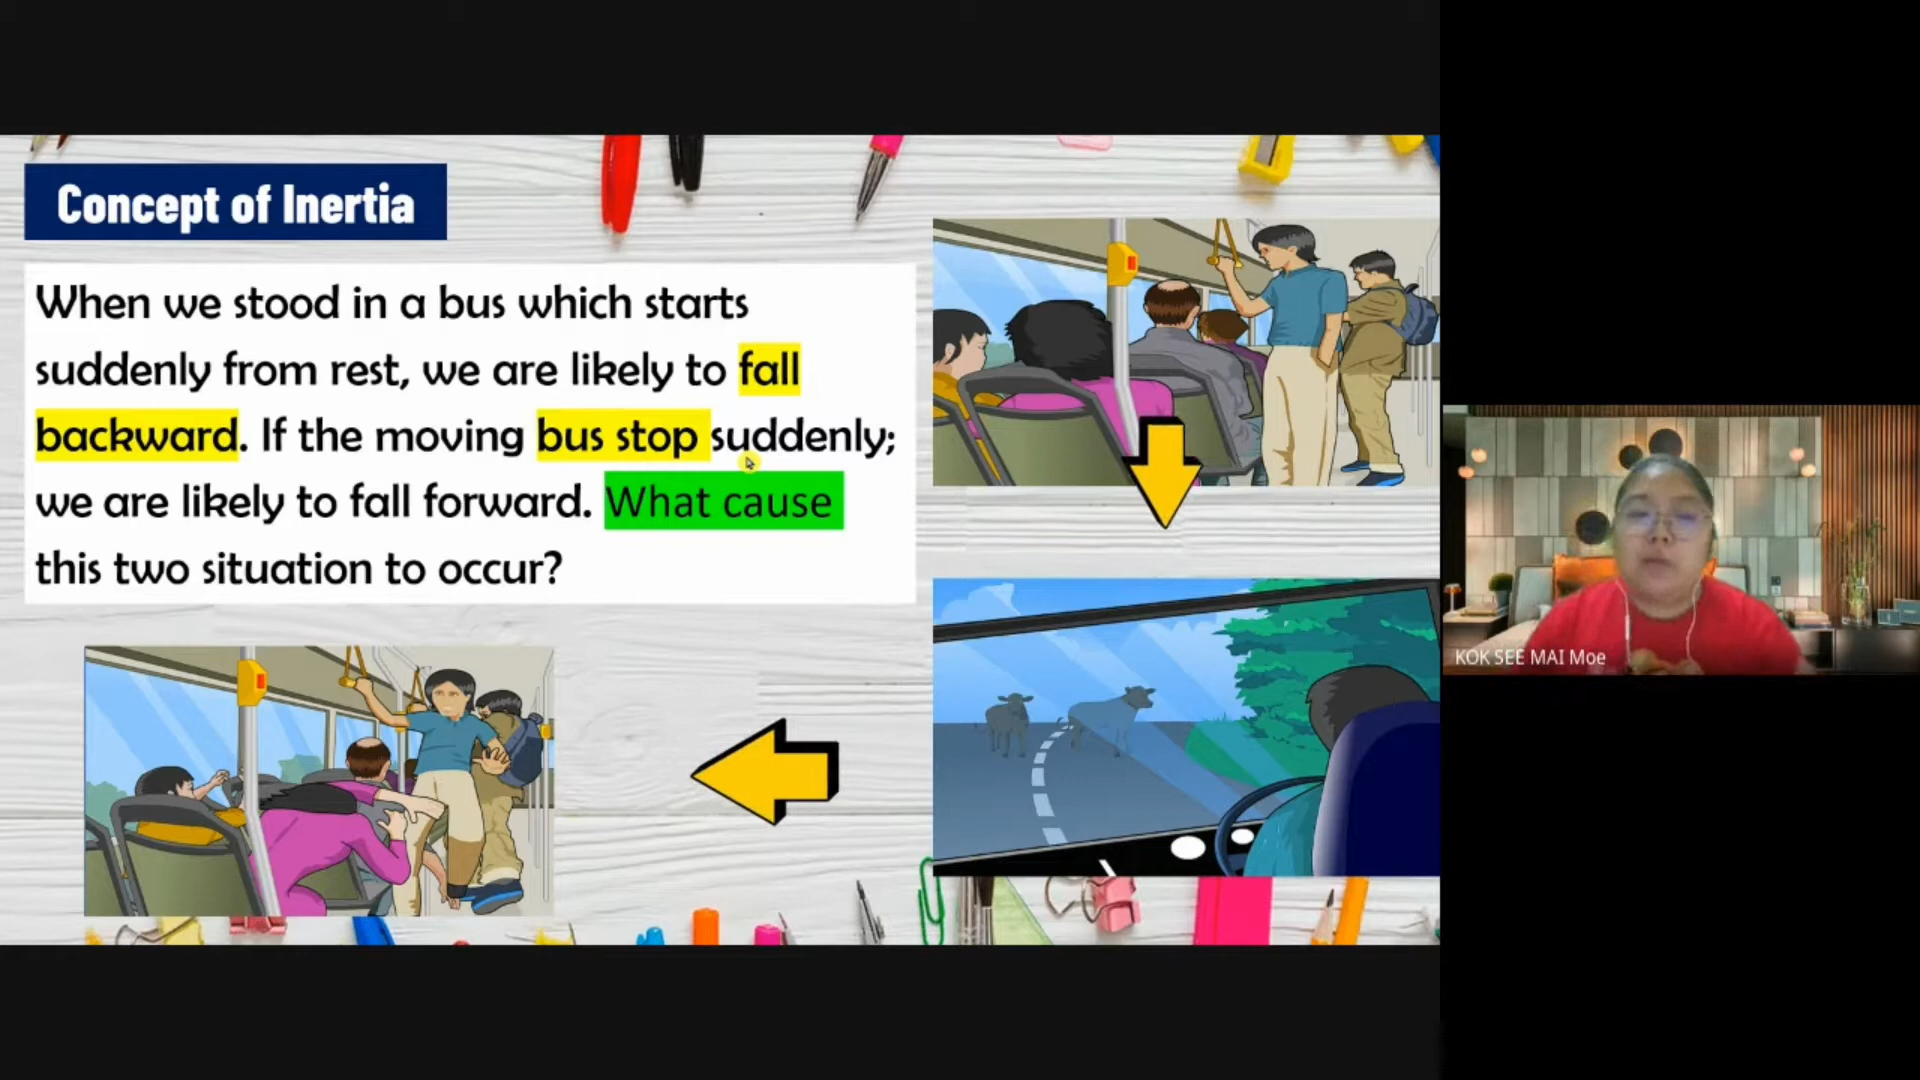 Concept of Inertia
When we stood in a bus which starts
suddenly from rest, we are likely to fall
backward. If the moving bus stop suddenly;
we are likely to fall forward. What cause
this two situation to occur?
KOK SEE MAI Moe